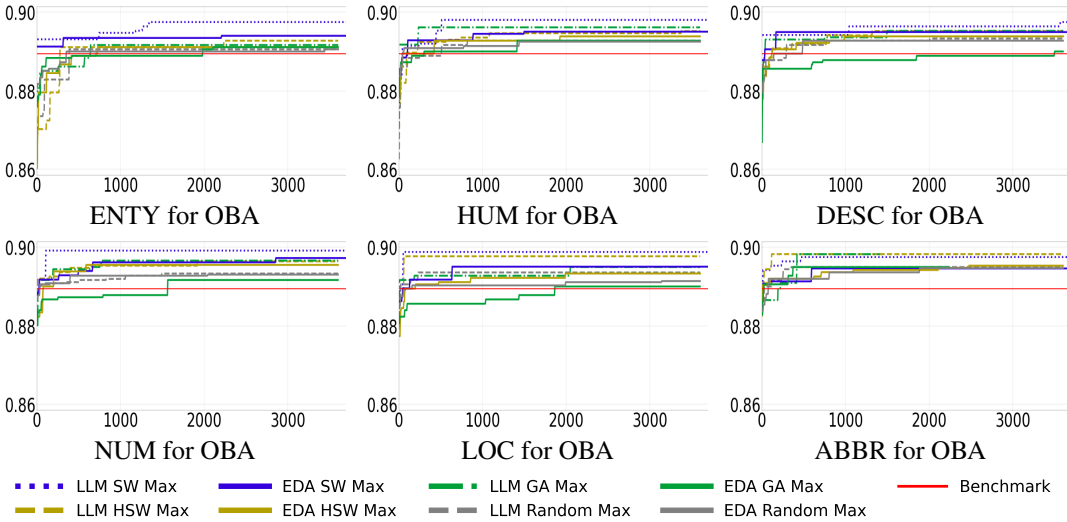 0.90 0.90 0.90
0.88 0.88 0.88
0.86 0.86 0.86
0 1000 2000 3000 0 1000 2000 3000 0 1000 2000 3000
ENTY for OBA HUM for OBA DESC for OBA
0.90 0.90 0.90
0.88 0.88 0.88
0.86 0.86 0.86
0 1000 2000 3000 0 1000 2000 3000 0 1000 2000 3000
NUM for OBA LOC for OBA ABBR for OBA
LLM SW Max EDA SW Max LLM GA Max EDA GA Max Benchmark
LLM HSW Max EDA HSW Max LLM Random Max EDA Random Max